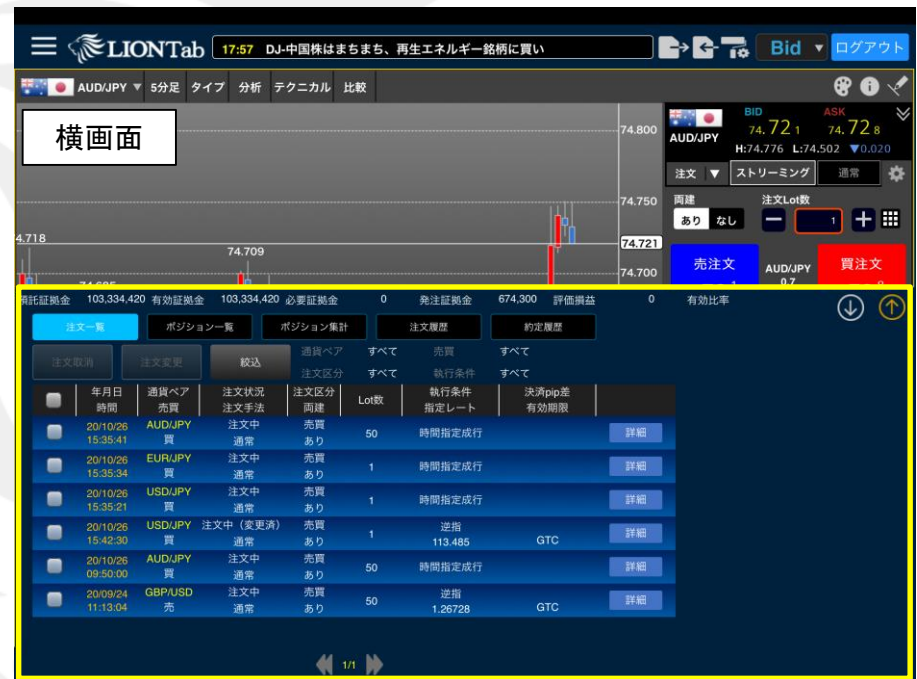 LIONTab 17:57 DJ-中国株はまちまち、再生エネルギー銘柄に買い Bid ▼ ログアウト
AUD/JPY ▼ 5分足 タイプ 分析 テクニカル 比較
横画面
74.800
74.750
74.721
74.700
4.718
74.709
AUD/JPY
BID ASK
74.72 1 74.72 8
H:74.776 L:74.502 ▼0.020
注文 ▼ ストリーミング 通常
両建 注文Lot数
あり なし 1
売注文 AUD/JPY 買注文
0.7
託証拠金 103,334,420 有効証拠金 103,334,420 必要証拠金 0 発注証拠金 674,300 評価損益 0 有効比率
注文一覧 ポジション一覧 ポジション集計 注文履歴 約定履歴
注文取消 注文変更 絞込
通貨ペア すべて 売買 すべて
注文区分 すべて 執行条件 すべて
年月日 通貨ペア 注文状況 注文区分 Lot数 執行条件 決済pip差
時間 売買 注文手法 両建 指定レート 有効期限
20/10/26 AUD/JPY 注文中 売買 50 時間指定成行 詳細
15:35:41 買 通常 あり
20/10/26 EUR/JPY 注文中 売買 1 時間指定成行 詳細
15:35:34 買 通常 あり
20/10/26 USD/JPY 注文中 売買 1 時間指定成行 詳細
15:35:21 買 通常 あり
20/10/26 USD/JPY 注文中（変更済） 売買 1 逆指 詳細
15:42:30 買 通常 あり 113.485 GTC
20/10/26 AUD/JPY 注文中 売買 50 時間指定成行 詳細
09:50:00 買 通常 あり
20/09/24 GBP/USD 注文中 売買 50 逆指 詳細
11:13:04 売 通常 あり 1.26728 GTC
1/1